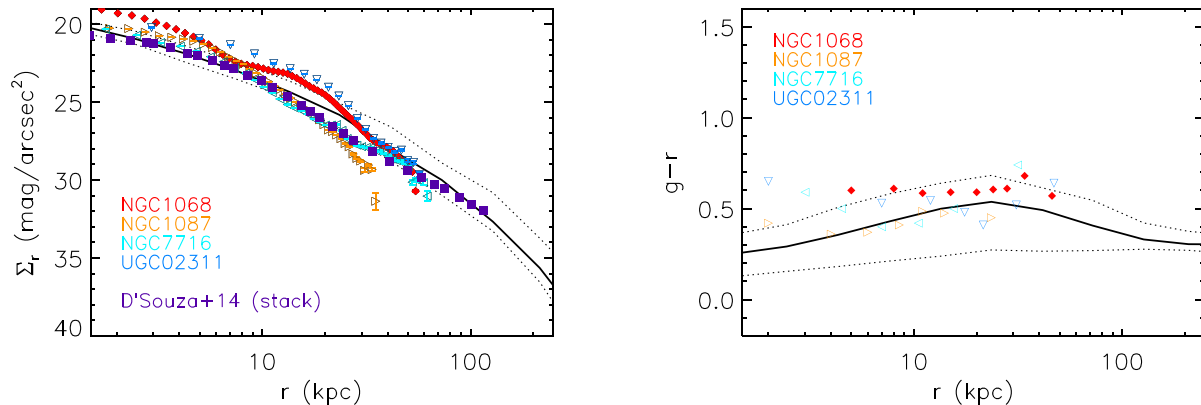 20
25
30
35
40
Σr (mag/arcsec²)
NGC1068
NGC1087
NGC7716
UGC02311
D'Souza+14 (stack)
10
100
r (kpc)
1.5
1.0
0.5
0.0
g-r
NGC1068
NGC1087
NGC7716
UGC02311
10
100
r (kpc)